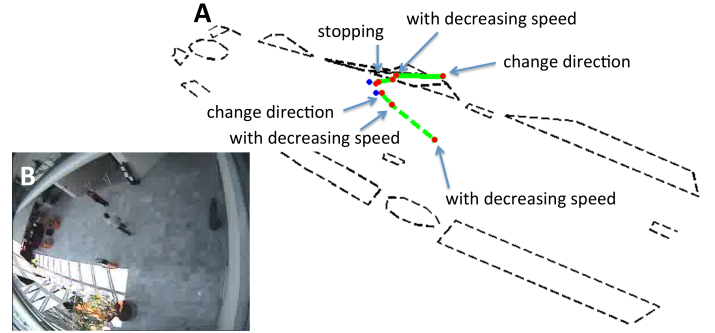 A
with decreasing speed
stopping
change direction
change direction
with decreasing speed
B
with decreasing speed